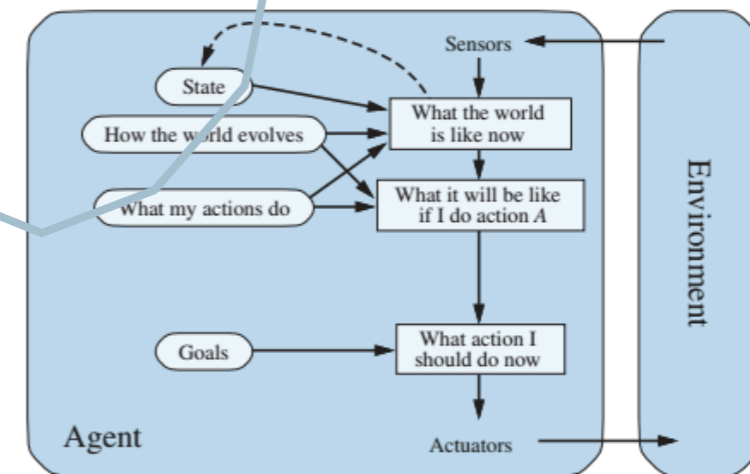 Sensors
State
What the world
is like now
How the world evolves
What it will be like
if I do action A
What my actions do
What action I
should do now
Goals
Agent
Actuators
Environment